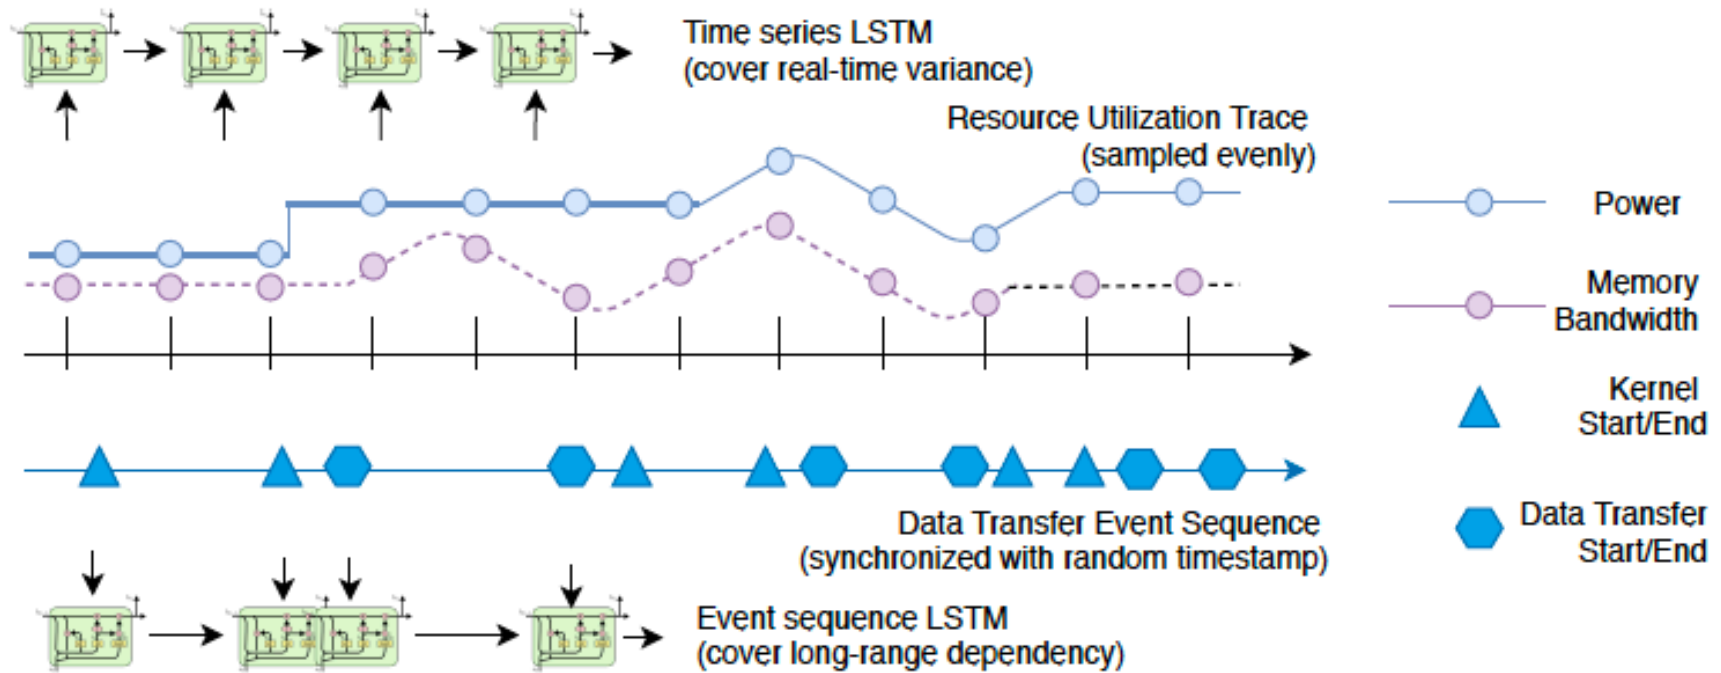 Time series LSTM
(cover real-time variance)
Resource Utilization Trace
(sampled evenly)
Power
Memory
Bandwidth
Kernel
Start/End
Data Transfer Event Sequence
(synchronized with random timestamp)
Data Transfer
Start/End
Event sequence LSTM
(cover long-range dependency)